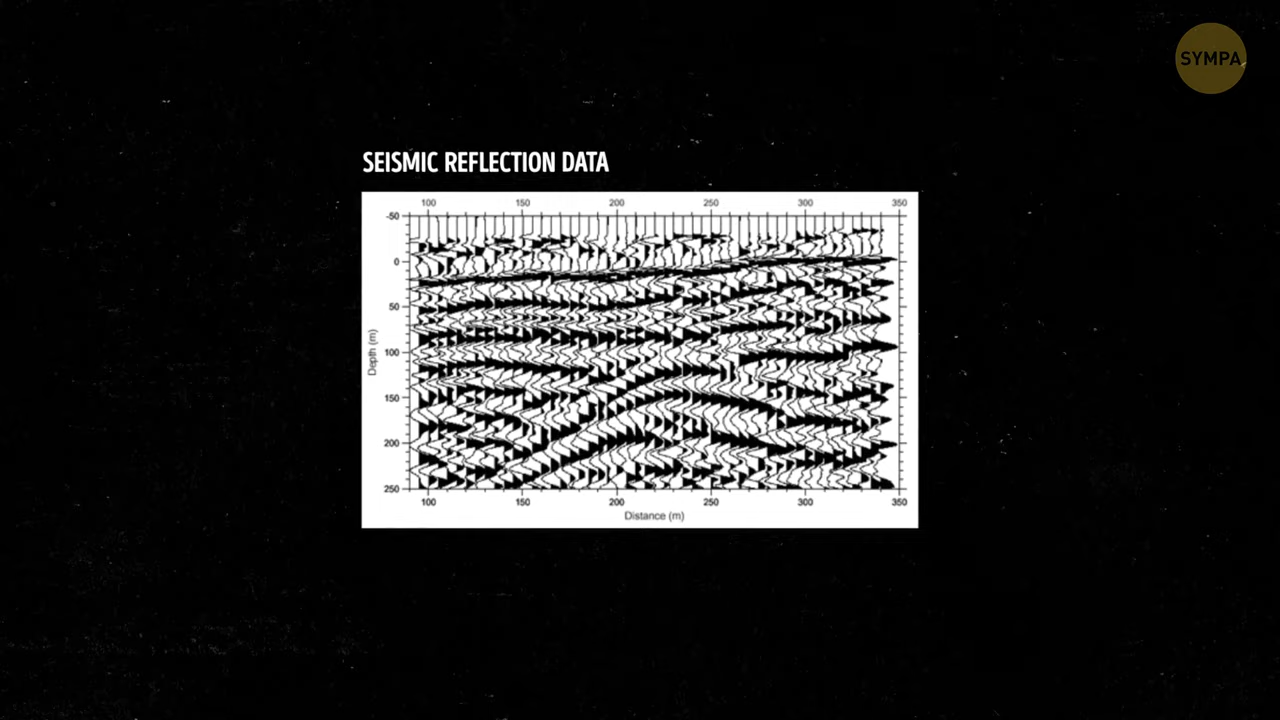 SYMPA
SEISMIC REFLECTION DATA
100 150 200 250 300 350
-50
0
50
100
150
200
250
Depth (m)
100 150 200 250 300 350
Distance (m)